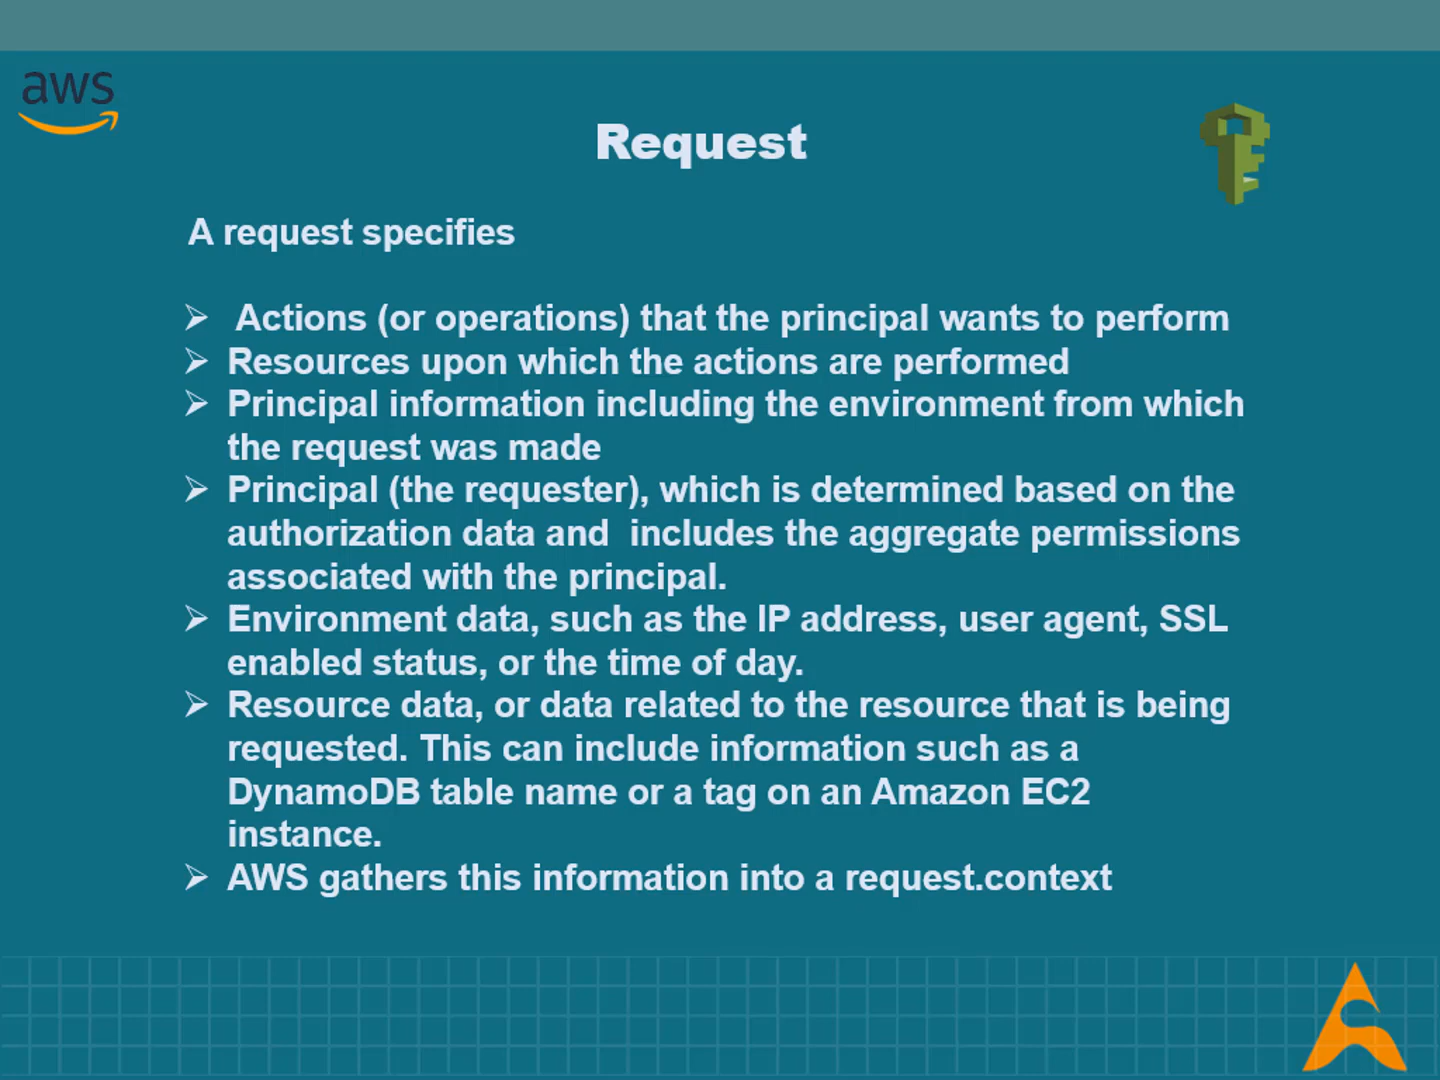 aws
Request
A request specifies
➢ Actions (or operations) that the principal wants to perform
➢ Resources upon which the actions are performed
➢ Principal information including the environment from which
the request was made
➢ Principal (the requester), which is determined based on the
authorization data and  includes the aggregate permissions
associated with the principal.
➢ Environment data, such as the IP address, user agent, SSL
enabled status, or the time of day.
➢ Resource data, or data related to the resource that is being
requested. This can include information such as a
DynamoDB table name or a tag on an Amazon EC2
instance.
➢ AWS gathers this information into a request.context